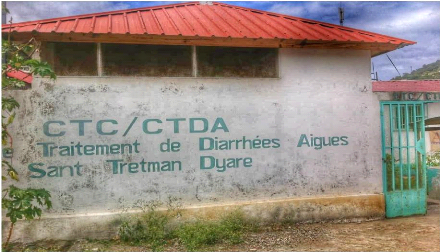 CTC/CTDA
e Traitement de Diarrhées Aigues
Sant Tretman Dyare